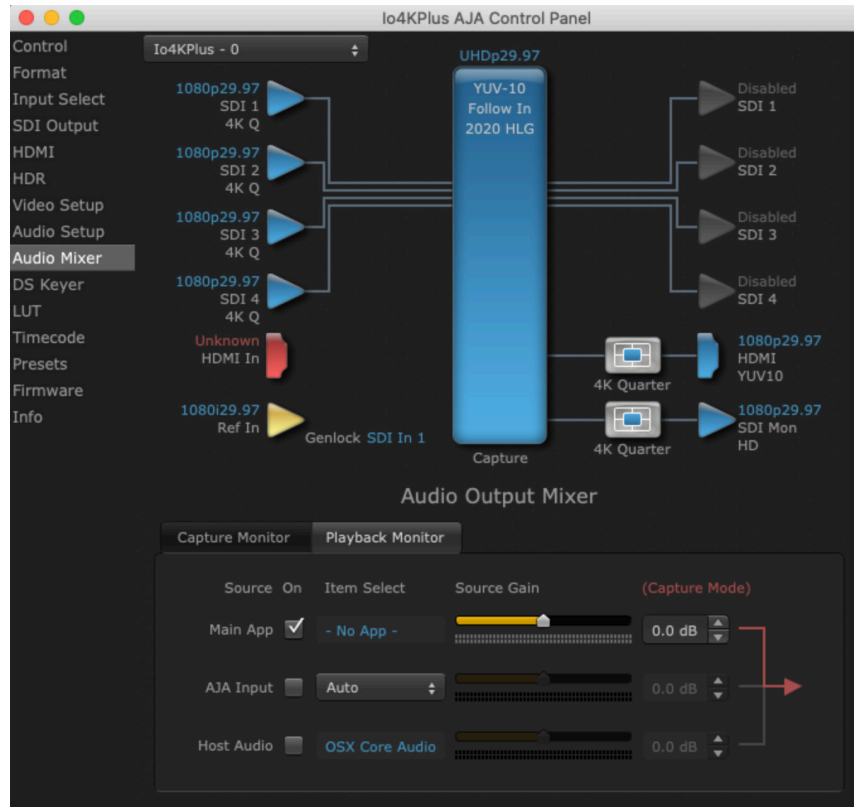 Io4KPlus AJA Control Panel
Control
Format
Input Select
SDI Output
HDMI
HDR
Video Setup
Audio Setup
Audio Mixer
DS Keyer
LUT
Timecode
Presets
Firmware
Info
Io4KPlus - 0
1080p29.97
SDI 1
4K Q
1080p29.97
SDI 2
4K Q
1080p29.97
SDI 3
4K Q
1080p29.97
SDI 4
4K Q
Unknown
HDMI In
1080i29.97
Ref In
Genlock SDI In 1
UHDp29.97
YUV-10
Follow In
2020 HLG
Capture
Disabled
SDI 1
Disabled
SDI 2
Disabled
SDI 3
Disabled
SDI 4
4K Quarter
1080p29.97
HDMI
YUV10
4K Quarter
1080p29.97
SDI Mon
HD
Audio Output Mixer
Capture Monitor Playback Monitor
Source On Item Select Source Gain (Capture Mode)
Main App - No App - 0.0 dB
AJA Input Auto 0.0 dB
Host Audio OSX Core Audio 0.0 dB